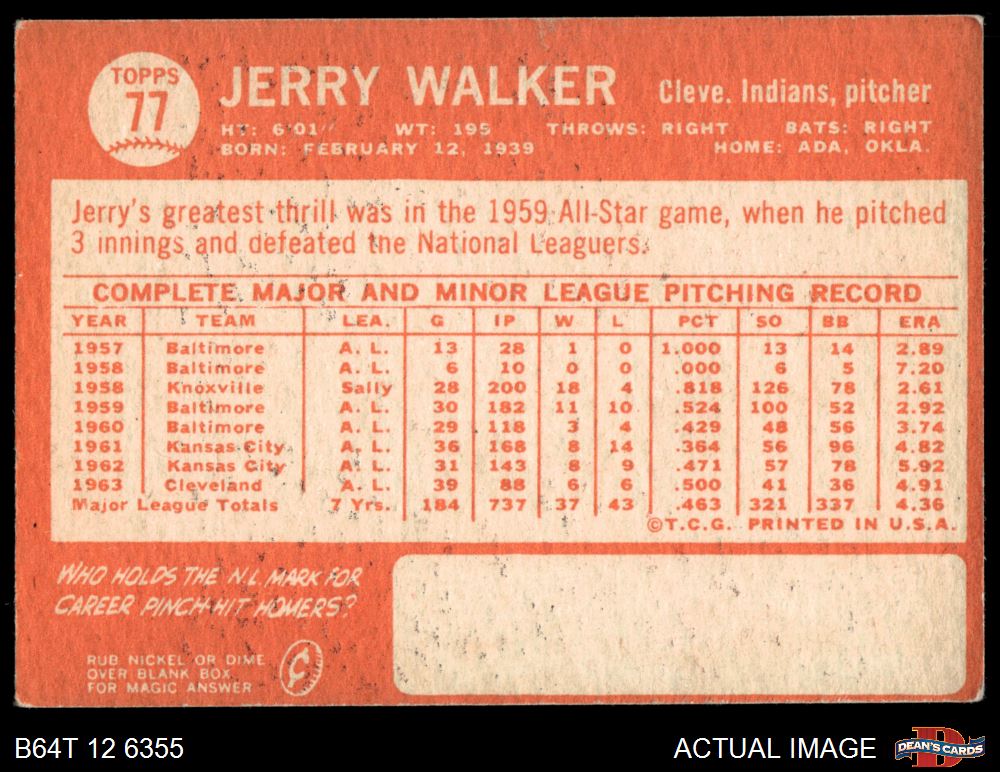 TOPPS
77
JERRY WALKER
Cleve. Indians, pitcher
HT: 6'01" WT: 195 THROWS: RIGHT BATS: RIGHT
BORN: FEBRUARY 12, 1939 HOME: ADA, OKLA.
Jerry's greatest thrill was in the 1959 All-Star game, when he pitched
3 innings and defeated the National Leaguers.
COMPLETE MAJOR AND MINOR LEAGUE PITCHING RECORD
YEAR TEAM LEA. G IP W L PCT SO BB ERA
1957 Baltimore A. L. 13 28 1 0 1.000 13 14 2.89
1958 Baltimore A. L. 6 10 0 0 .000 6 5 7.20
1958 Knoxville Sally 28 200 18 4 .818 126 78 2.61
1959 Baltimore A. L. 30 182 11 10 .524 100 52 2.92
1960 Baltimore A. L. 29 118 3 4 .429 48 56 3.74
1961 Kansas City A. L. 36 168 8 14 .364 56 96 4.82
1962 Kansas City A. L. 31 143 8 9 .471 57 78 5.92
1963 Cleveland A. L. 39 88 6 6 .500 41 36 4.91
Major League Totals 7 Yrs. 184 737 37 43 .463 321 337 4.36
©T.C.G. PRINTED IN U.S.A.
WHO HOLDS THE N.L. MARK FOR
CAREER PINCH-HIT HOMERS?
RUB NICKEL OR DIME
OVER BLANK BOX
FOR MAGIC ANSWER
¢
B64T 12 6355
ACTUAL IMAGE
D
DEAN'S CARDS